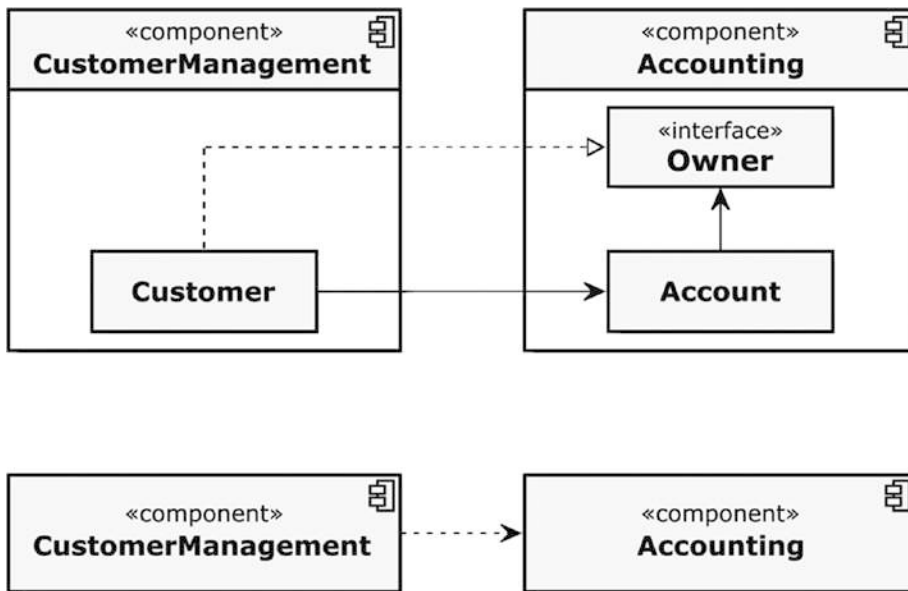 «component»
CustomerManagement
«component»
Accounting
«interface»
Owner
Customer
Account
«component»
CustomerManagement
«component»
Accounting